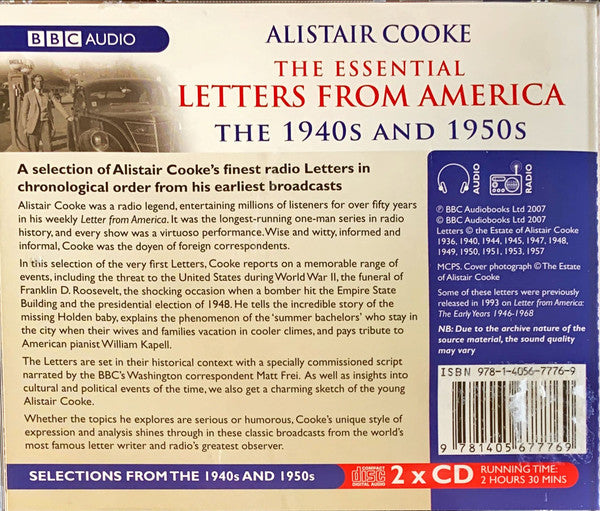 BBC AUDIO
ALISTAIR COOKE
THE ESSENTIAL
LETTERS FROM AMERICA
THE 1940s AND 1950s
A selection of Alistair Cooke's finest radio Letters in
chronological order from his earliest broadcasts
Alistair Cooke was a radio legend, entertaining millions of listeners for over fifty years
in his weekly Letter from America. It was the longest-running one-man series in radio
history, and every show was a virtuoso performance. Wise and witty, informed and
informal, Cooke was the doyen of foreign correspondents.
In this selection of the very first Letters, Cooke reports on a memorable range of
events, including the threat to the United States during World War II, the funeral of
Franklin D. Roosevelt, the shocking occasion when a bomber hit the Empire State
Building and the presidential election of 1948. He tells the incredible story of the
missing Holden baby, explains the phenomenon of the 'summer bachelors' who stay in
the city when their wives and families vacation in cooler climes, and pays tribute to
American pianist William Kapell.
The Letters are set in their historical context with a specially commissioned script
narrated by the BBC's Washington correspondent Matt Frei. As well as insights into
cultural and political events of the time, we also get a charming sketch of the young
Alistair Cooke.
Whether the topics he explores are serious or humorous, Cooke's unique style of
expression and analysis shines through in these classic broadcasts from the world's
most famous letter writer and radio's greatest observer.
AUDIO
RADIO
℗ BBC Audiobooks Ltd 2007
© BBC Audiobooks Ltd 2007
Letters © the Estate of Alistair Cooke
1936, 1940, 1944, 1945, 1947, 1948,
1949, 1950, 1951, 1953, 1957
MCPS. Cover photograph © The Estate
of Alistair Cooke
Some of these letters were previously
released in 1993 on Letter from America:
The Early Years 1946-1968
NB: Due to the archive nature of the
source material, the sound quality
may vary
ISBN 978-1-4056-7776-9
9 781405 677769
SELECTIONS FROM THE 1940s AND 1950s
COMPACT
disc
DIGITAL AUDIO
2 x CD
RUNNING TIME:
2 HOURS 30 MINS